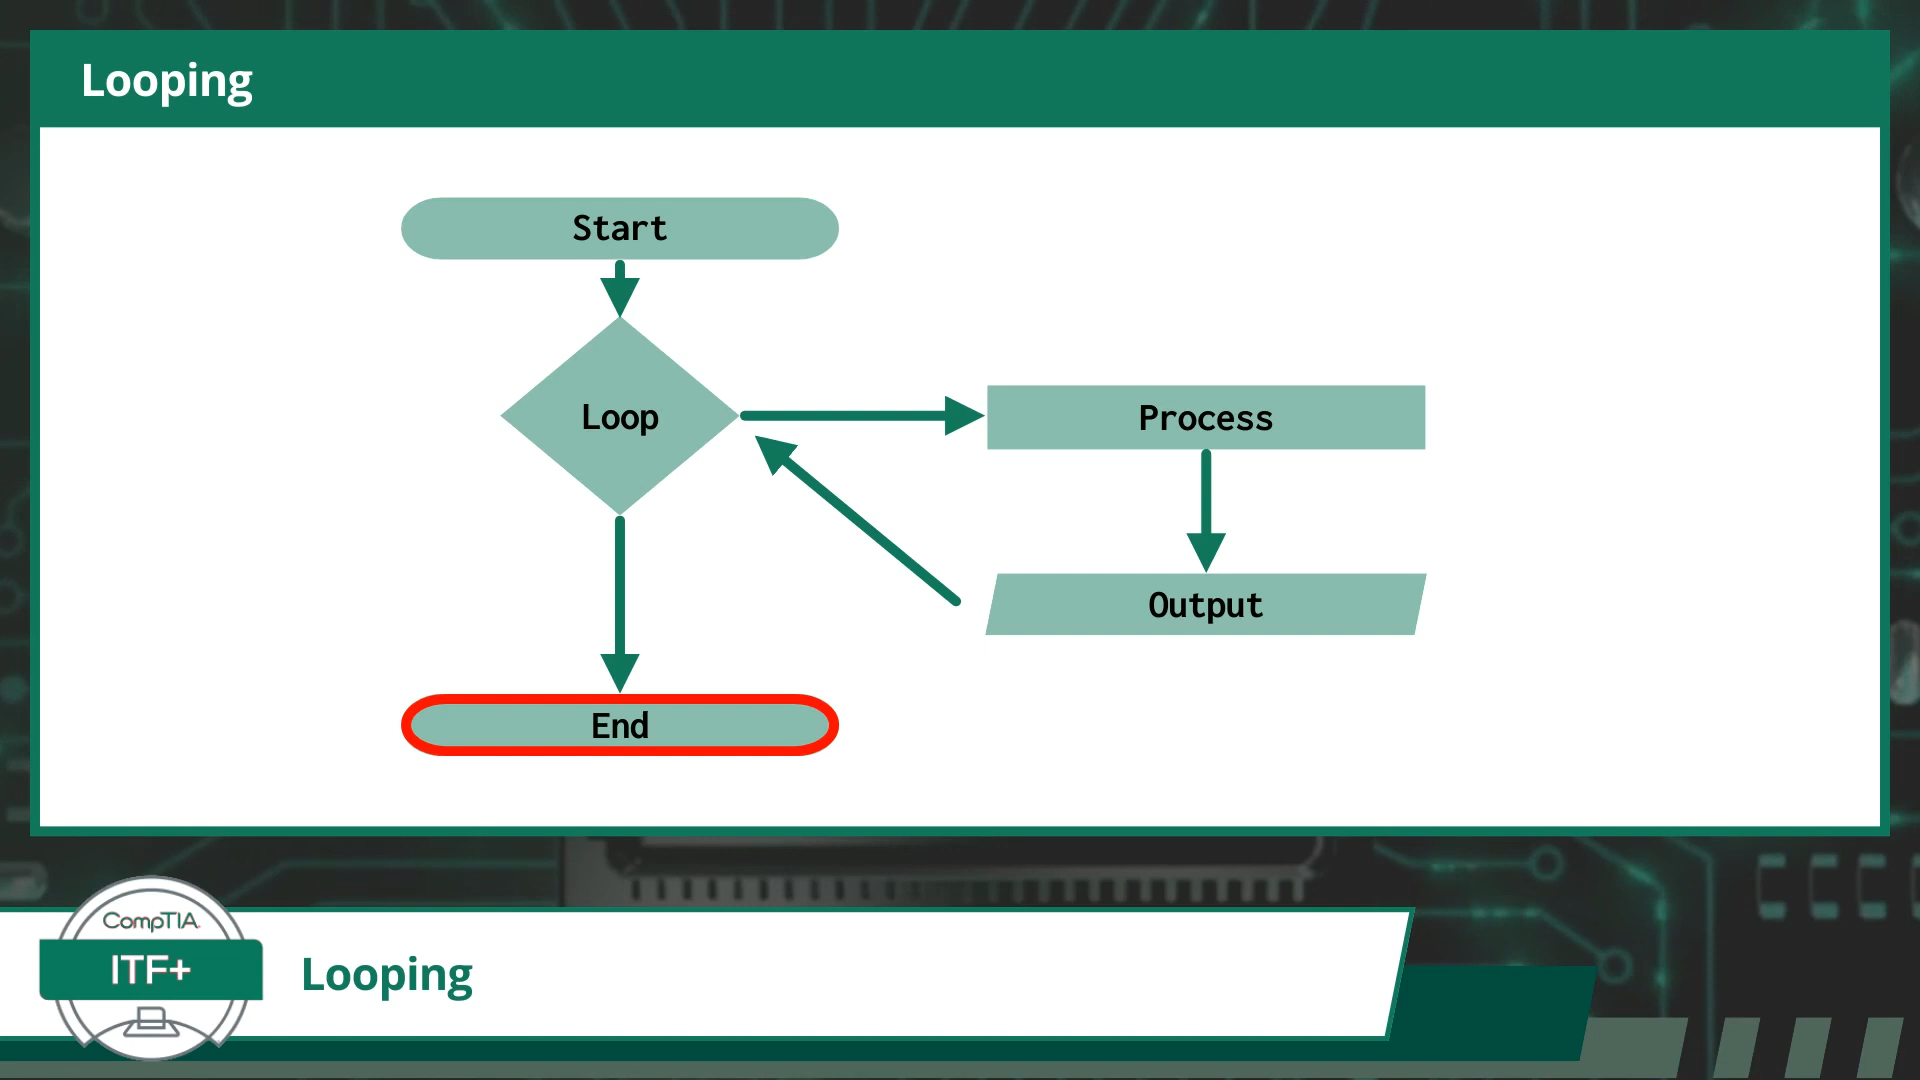 Looping
Start
Loop
Process
Output
End
CompTIA.
ITF+
Looping